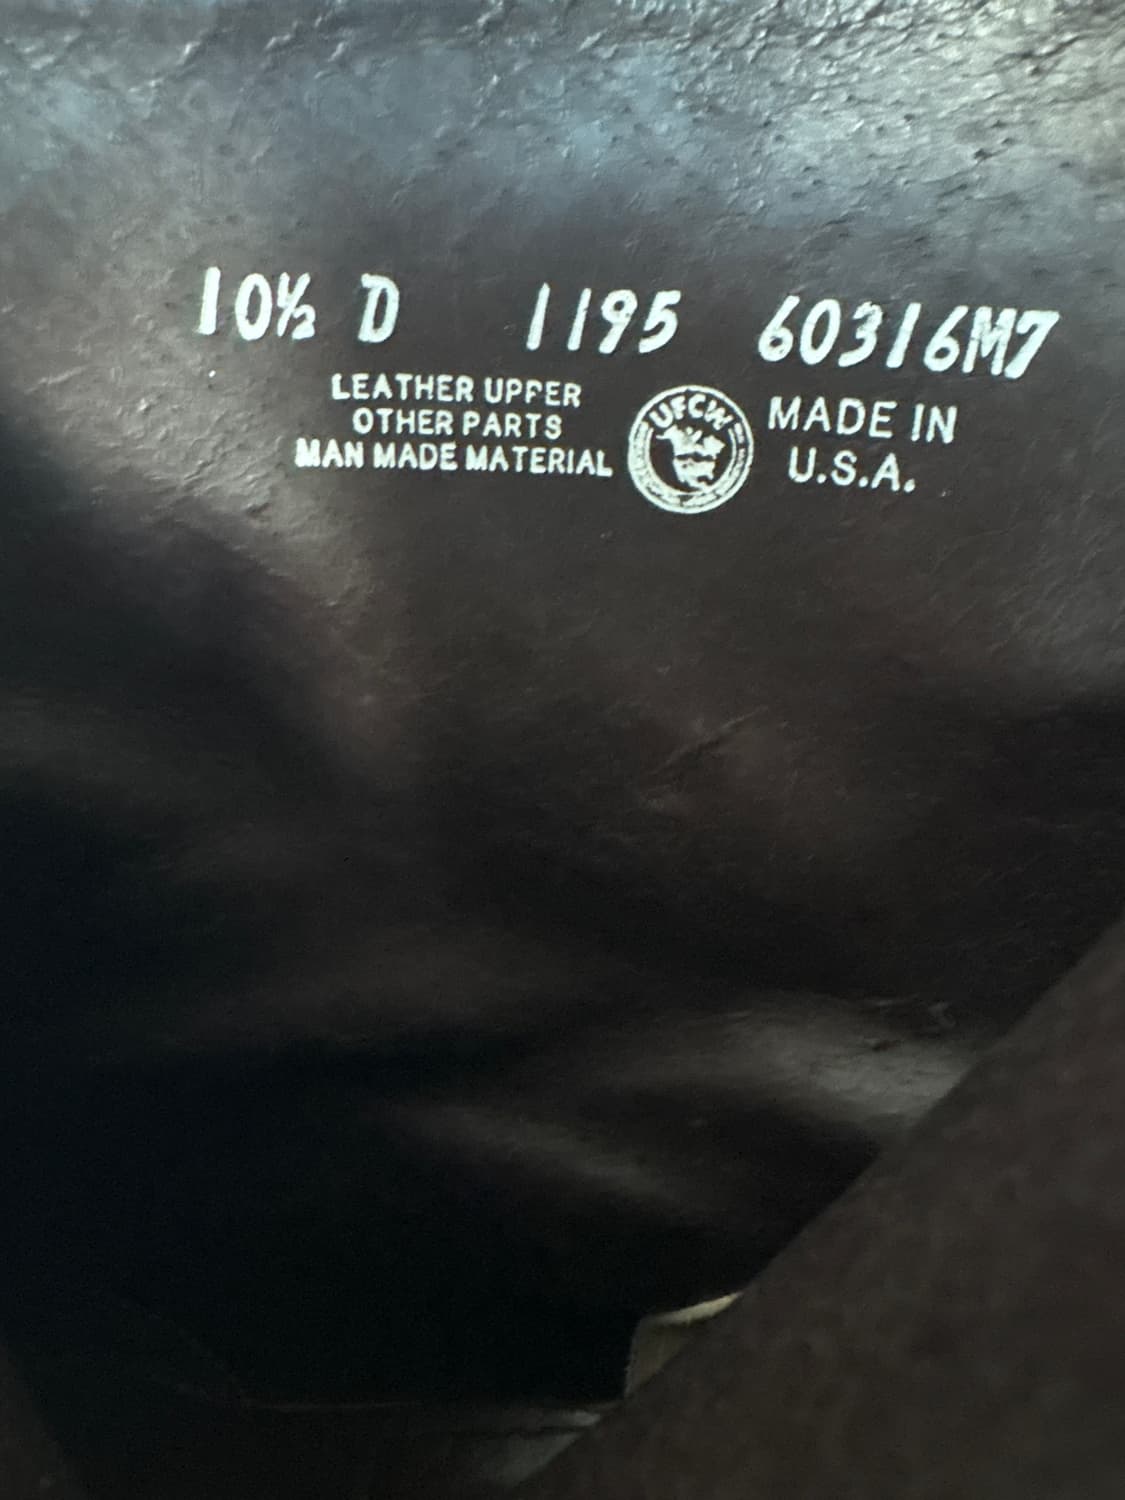 10½ D 1195 60316M7
LEATHER UPPER
OTHER PARTS
MAN MADE MATERIAL
UFCW
MADE IN
U.S.A.